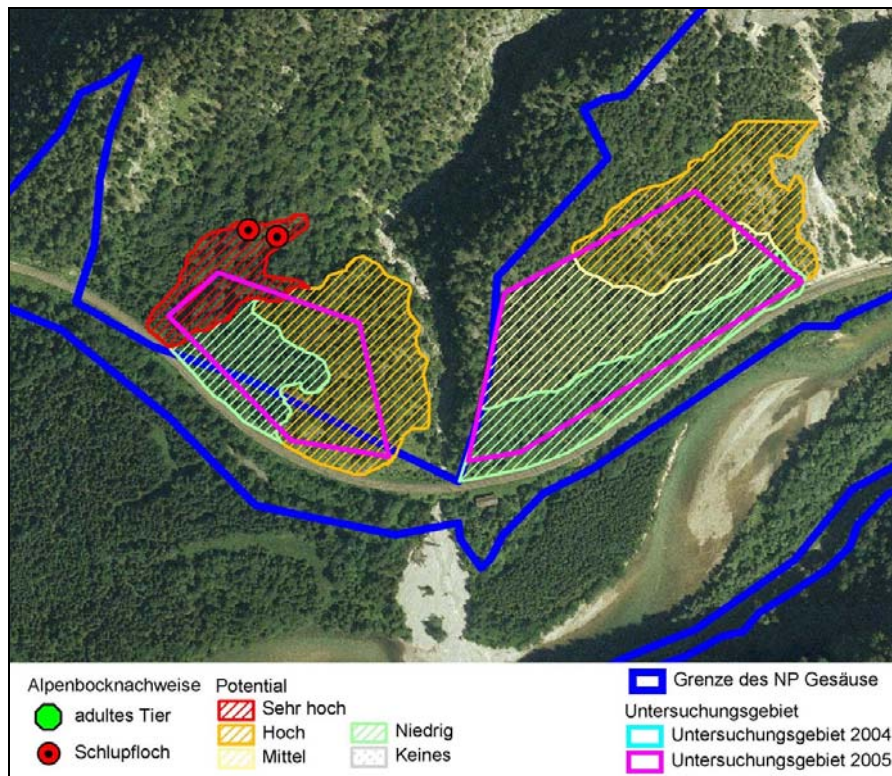 Alpenbocknachweise
adultes Tier
Schlupfloch
Potential
Sehr hoch
Hoch
Mittel
Niedrig
Keines
Grenze des NP Gesäuse
Untersuchungsgebiet
Untersuchungsgebiet 2004
Untersuchungsgebiet 2005